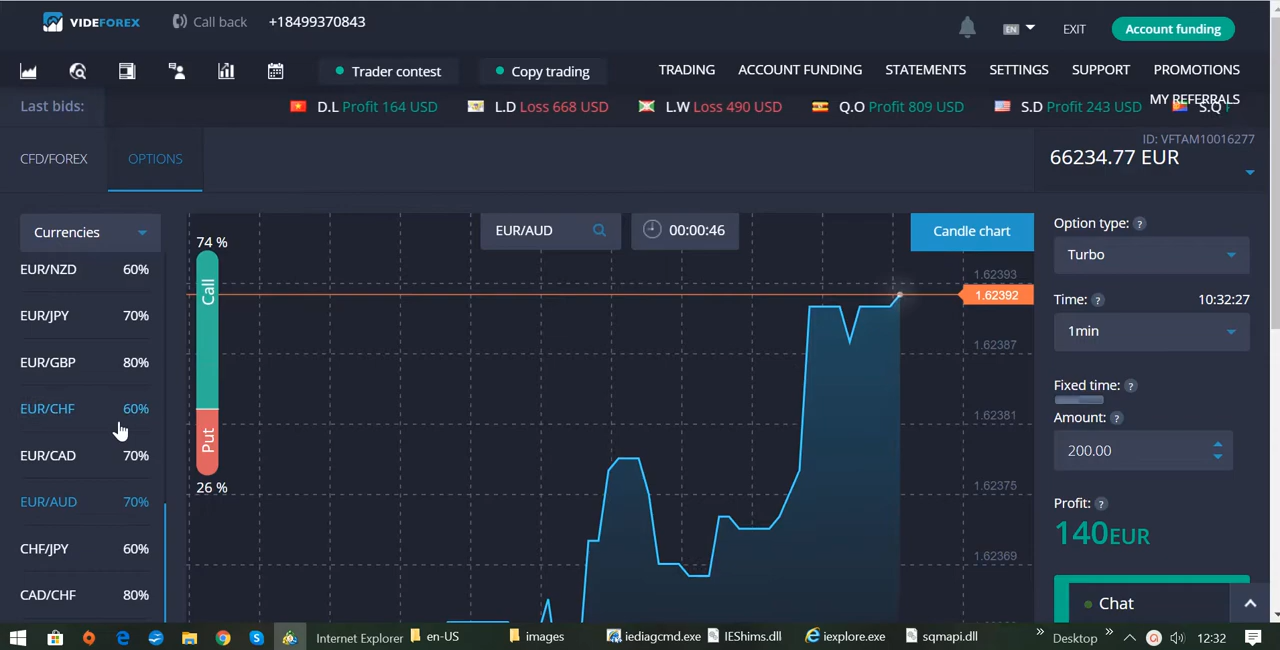 VIDEFOREX Call back +18499370843 EN EXIT Account funding
Trader contest Copy trading TRADING ACCOUNT FUNDING STATEMENTS SETTINGS SUPPORT PROMOTIONS
MY REFERRALS
Last bids: D.L Profit 164 USD L.D Loss 668 USD L.W Loss 490 USD Q.O Profit 809 USD S.D Profit 243 USD S.Q
CFD/FOREX OPTIONS
ID: VFTAM10016277
66234.77 EUR
Currencies
EUR/NZD 60%
EUR/JPY 70%
EUR/GBP 80%
EUR/CHF 60%
EUR/CAD 70%
EUR/AUD 70%
CHF/JPY 60%
CAD/CHF 80%
74 %
Call
Put
26 %
EUR/AUD 00:00:46 Candle chart
1.62393
1.62392
1.62387
1.62381
1.62375
1.62369
Option type: ?
Turbo
Time: ? 10:32:27
1min
Fixed time: ?
Amount: ?
200.00
Profit: ?
140EUR
Chat
Internet Explorer en-US images iediagcmd.exe IEShims.dll iexplore.exe sqmapi.dll Desktop 12:32